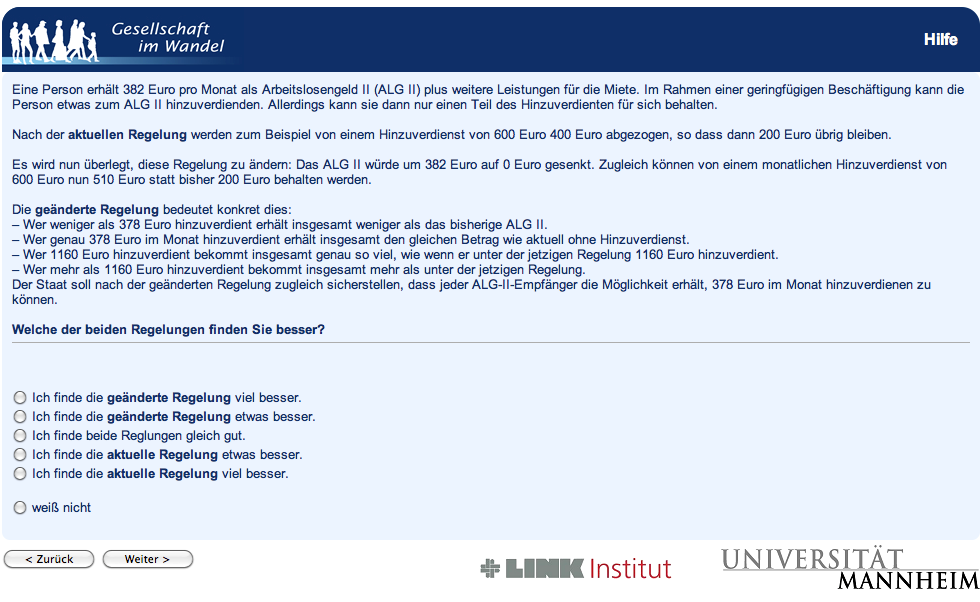 Gesellschaft
im Wandel
Hilfe
Eine Person erhält 382 Euro pro Monat als Arbeitslosengeld II (ALG II) plus weitere Leistungen für die Miete. Im Rahmen einer geringfügigen Beschäftigung kann die
Person etwas zum ALG II hinzuverdienden. Allerdings kann sie dann nur einen Teil des Hinzuverdienten für sich behalten.
Nach der aktuellen Regelung werden zum Beispiel von einem Hinzuverdienst von 600 Euro 400 Euro abgezogen, so dass dann 200 Euro übrig bleiben.
Es wird nun überlegt, diese Regelung zu ändern: Das ALG II würde um 382 Euro auf 0 Euro gesenkt. Zugleich können von einem monatlichen Hinzuverdienst von
600 Euro nun 510 Euro statt bisher 200 Euro behalten werden.
Die geänderte Regelung bedeutet konkret dies:
– Wer weniger als 378 Euro hinzuverdient erhält insgesamt weniger als das bisherige ALG II.
– Wer genau 378 Euro im Monat hinzuverdient erhält insgesamt den gleichen Betrag wie aktuell ohne Hinzuverdienst.
– Wer 1160 Euro hinzuverdient bekommt insgesamt genau so viel, wie wenn er unter der jetzigen Regelung 1160 Euro hinzuverdient.
– Wer mehr als 1160 Euro hinzuverdient bekommt insgesamt mehr als unter der jetzigen Regelung.
Der Staat soll nach der geänderten Regelung zugleich sicherstellen, dass jeder ALG-II-Empfänger die Möglichkeit erhält, 378 Euro im Monat hinzuverdienen zu
können.
Welche der beiden Regelungen finden Sie besser?
Ich finde die geänderte Regelung viel besser.
Ich finde die geänderte Regelung etwas besser.
Ich finde beide Reglungen gleich gut.
Ich finde die aktuelle Regelung etwas besser.
Ich finde die aktuelle Regelung viel besser.
weiß nicht
< Zurück Weiter >
LINK Institut
UNIVERSITÄT
MANNHEIM